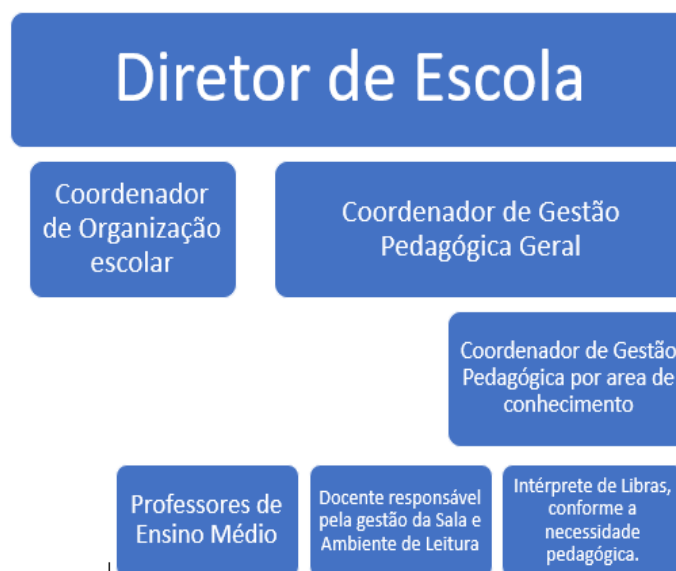 Diretor de Escola
Coordenador
de Organização
escolar
Coordenador de Gestão
Pedagógica Geral
Coordenador de Gestão
Pedagógica por area de
conhecimento
Professores de
Ensino Médio
Docente responsável
pela gestão da Sala e
Ambiente de Leitura
Intérprete de Libras,
conforme a
necessidade
pedagógica.